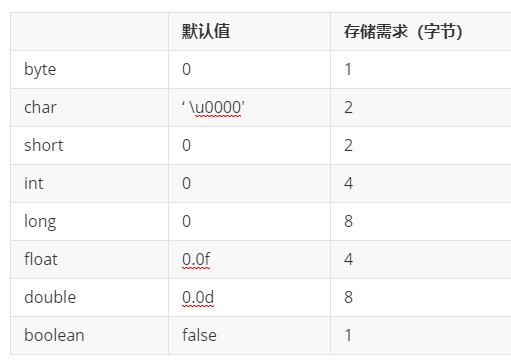 默认值 存储需求（字节）
byte 0 1
char ‘ \u0000' 2
short 0 2
int 0 4
long 0 8
float 0.0f 4
double 0.0d 8
boolean false 1